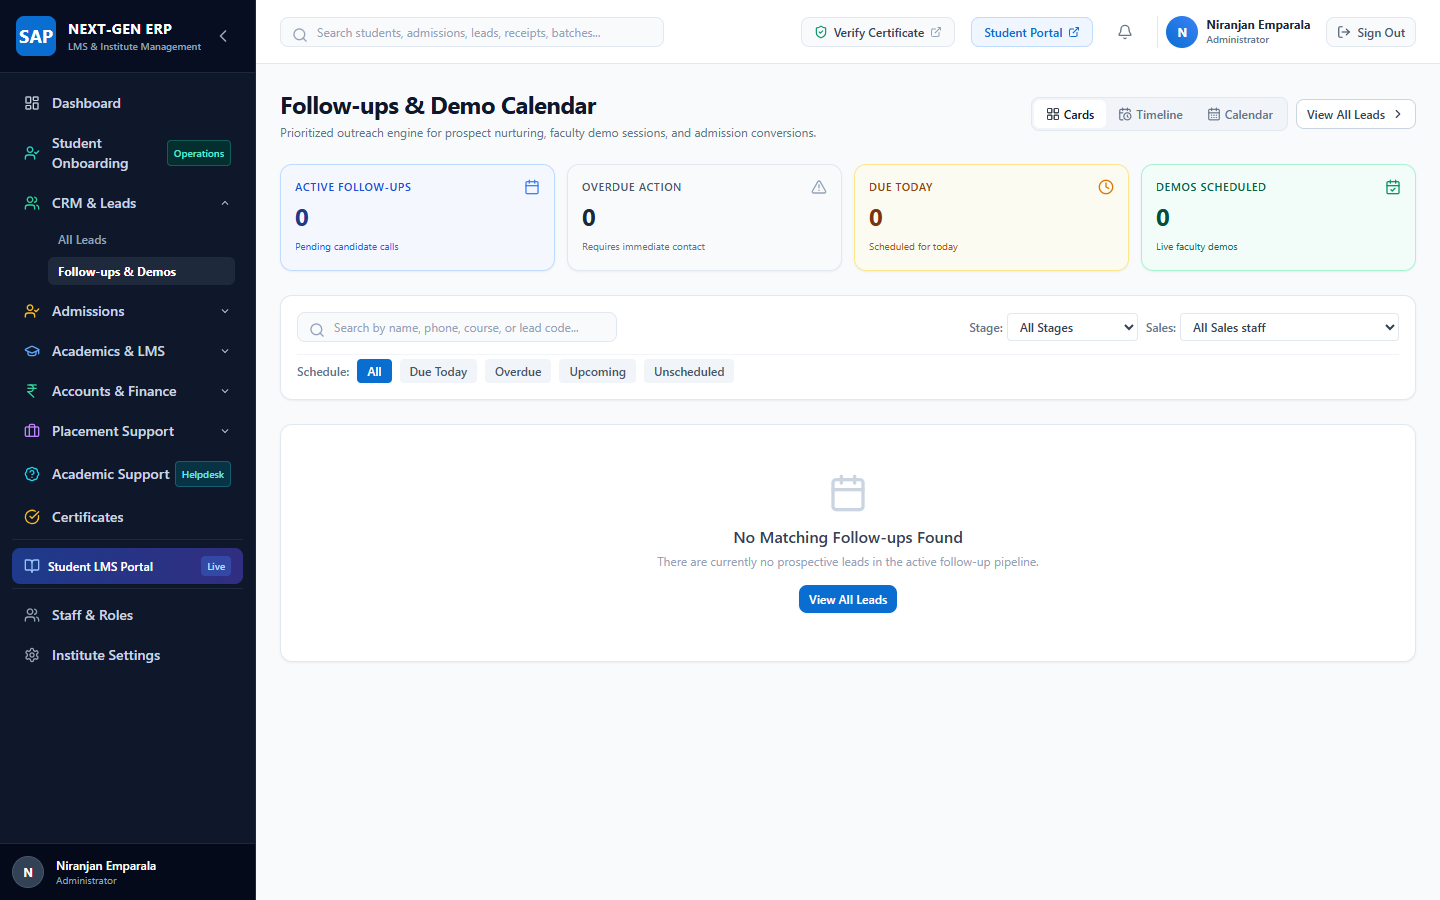 SAP
NEXT-GEN ERP
LMS & Institute Management
Dashboard
Student Onboarding
Operations
CRM & Leads
All Leads
Follow-ups & Demos
Admissions
Academics & LMS
Accounts & Finance
Placement Support
Academic Support
Helpdesk
Certificates
Student LMS Portal
Live
Staff & Roles
Institute Settings
N
Niranjan Emparala
Administrator
Search students, admissions, leads, receipts, batches...
Verify Certificate
Student Portal
N
Niranjan Emparala
Administrator
Sign Out
Follow-ups & Demo Calendar
Prioritized outreach engine for prospect nurturing, faculty demo sessions, and admission conversions.
Cards
Timeline
Calendar
View All Leads
ACTIVE FOLLOW-UPS
0
Pending candidate calls
OVERDUE ACTION
0
Requires immediate contact
DUE TODAY
0
Scheduled for today
DEMOS SCHEDULED
0
Live faculty demos
Search by name, phone, course, or lead code...
Stage:
All Stages
Sales:
All Sales staff
Schedule:
All
Due Today
Overdue
Upcoming
Unscheduled
No Matching Follow-ups Found
There are currently no prospective leads in the active follow-up pipeline.
View All Leads